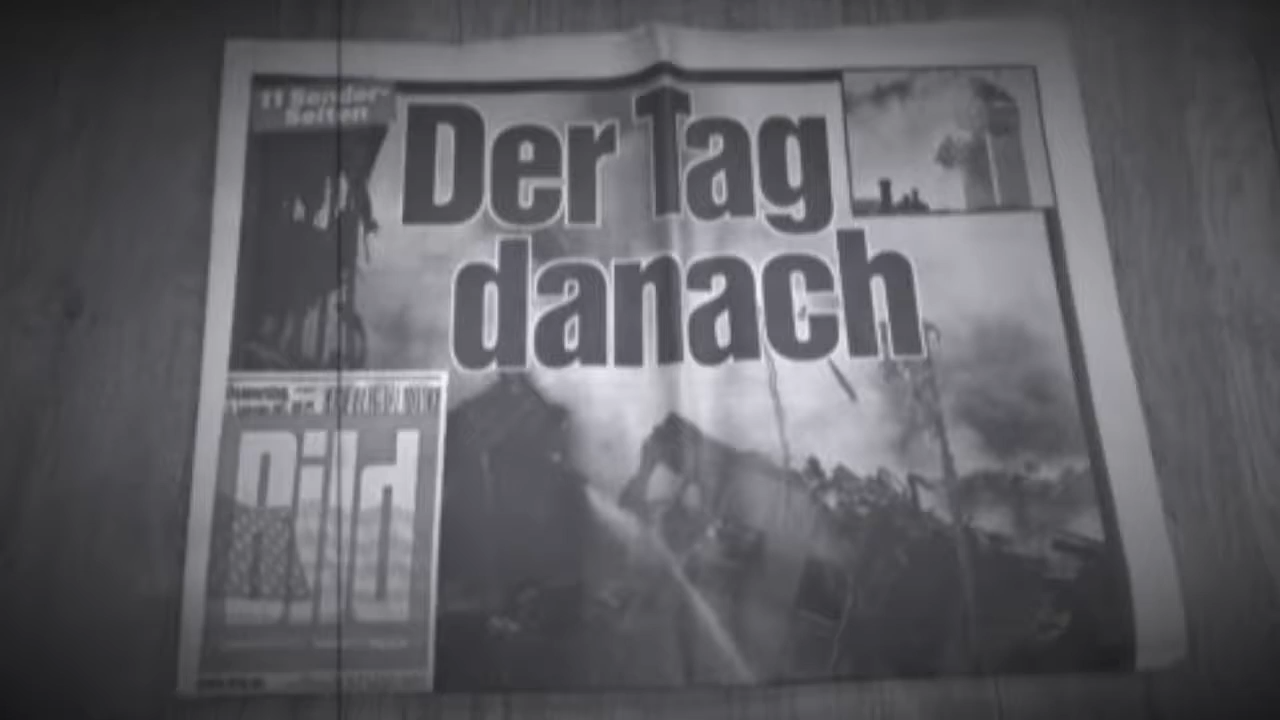 11 Sonder-
Seiten
Der Tag
danach
Bild